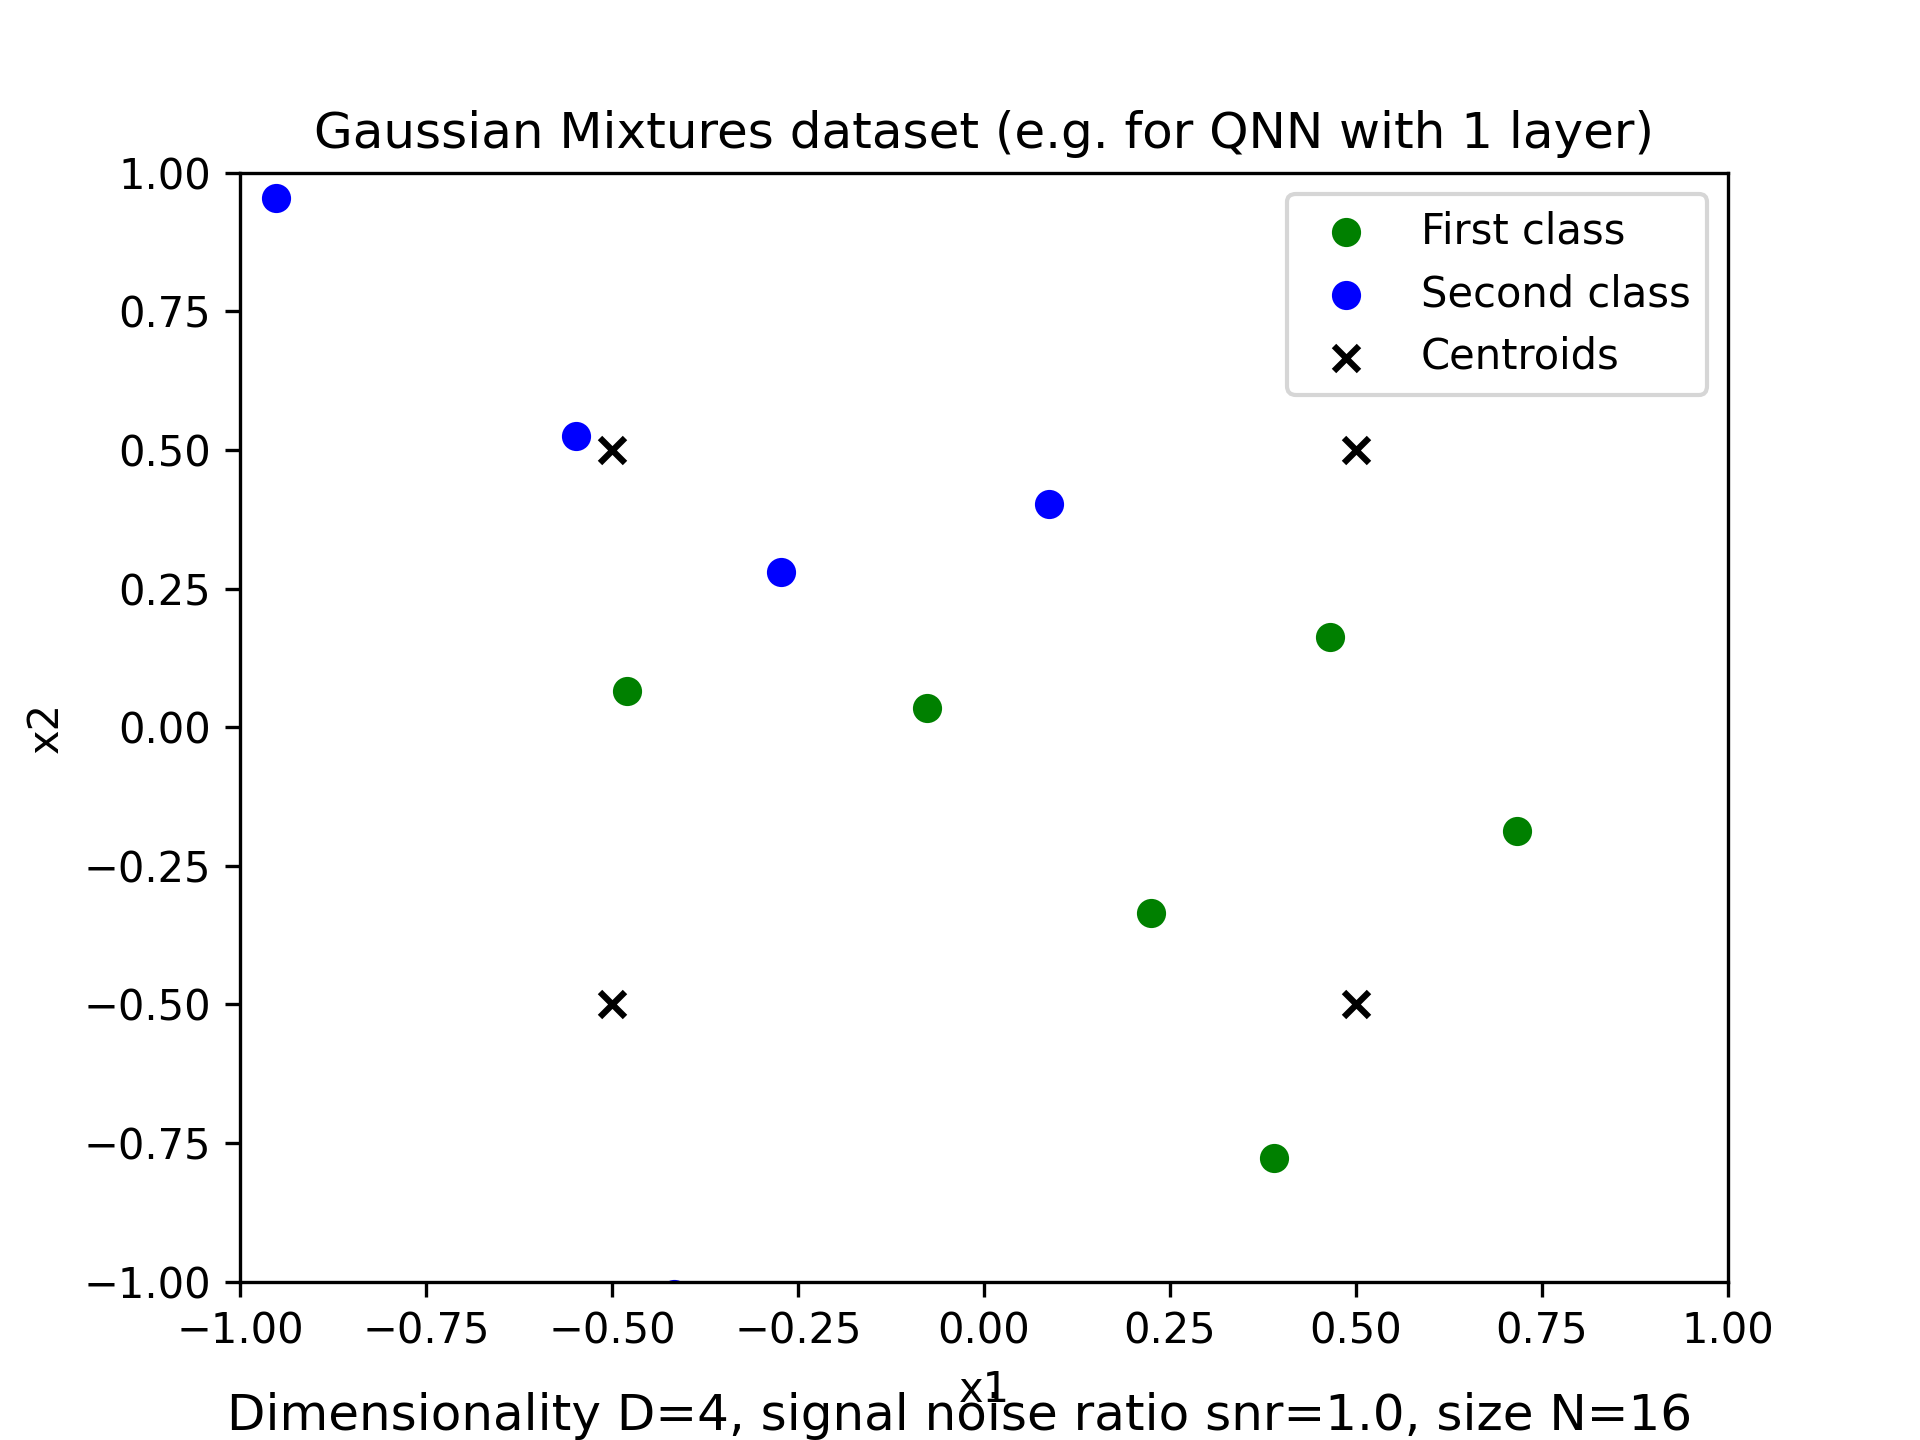 Gaussian Mixtures dataset (e.g. for QNN with 1 layer)
First class
Second class
Centroids
1.00
0.75
0.50
0.25
0.00
−0.25
−0.50
−0.75
−1.00
x2
−1.00 −0.75 −0.50 −0.25 0.00 0.25 0.50 0.75 1.00
x1
Dimensionality D=4, signal noise ratio snr=1.0, size N=16